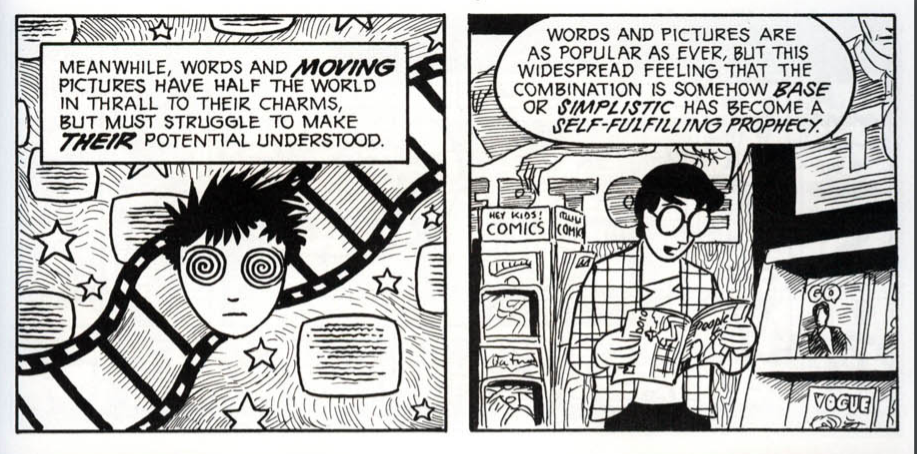 MEANWHILE, WORDS AND MOVING
PICTURES HAVE HALF THE WORLD
IN THRALL TO THEIR CHARMS,
BUT MUST STRUGGLE TO MAKE
THEIR POTENTIAL UNDERSTOOD.
WORDS AND PICTURES ARE
AS POPULAR AS EVER, BUT THIS
WIDESPREAD FEELING THAT THE
COMBINATION IS SOMEHOW BASE
OR SIMPLISTIC HAS BECOME A
SELF-FULFILLING PROPHECY.
HEY KIDS!
COMICS
People
GQ
VOGUE